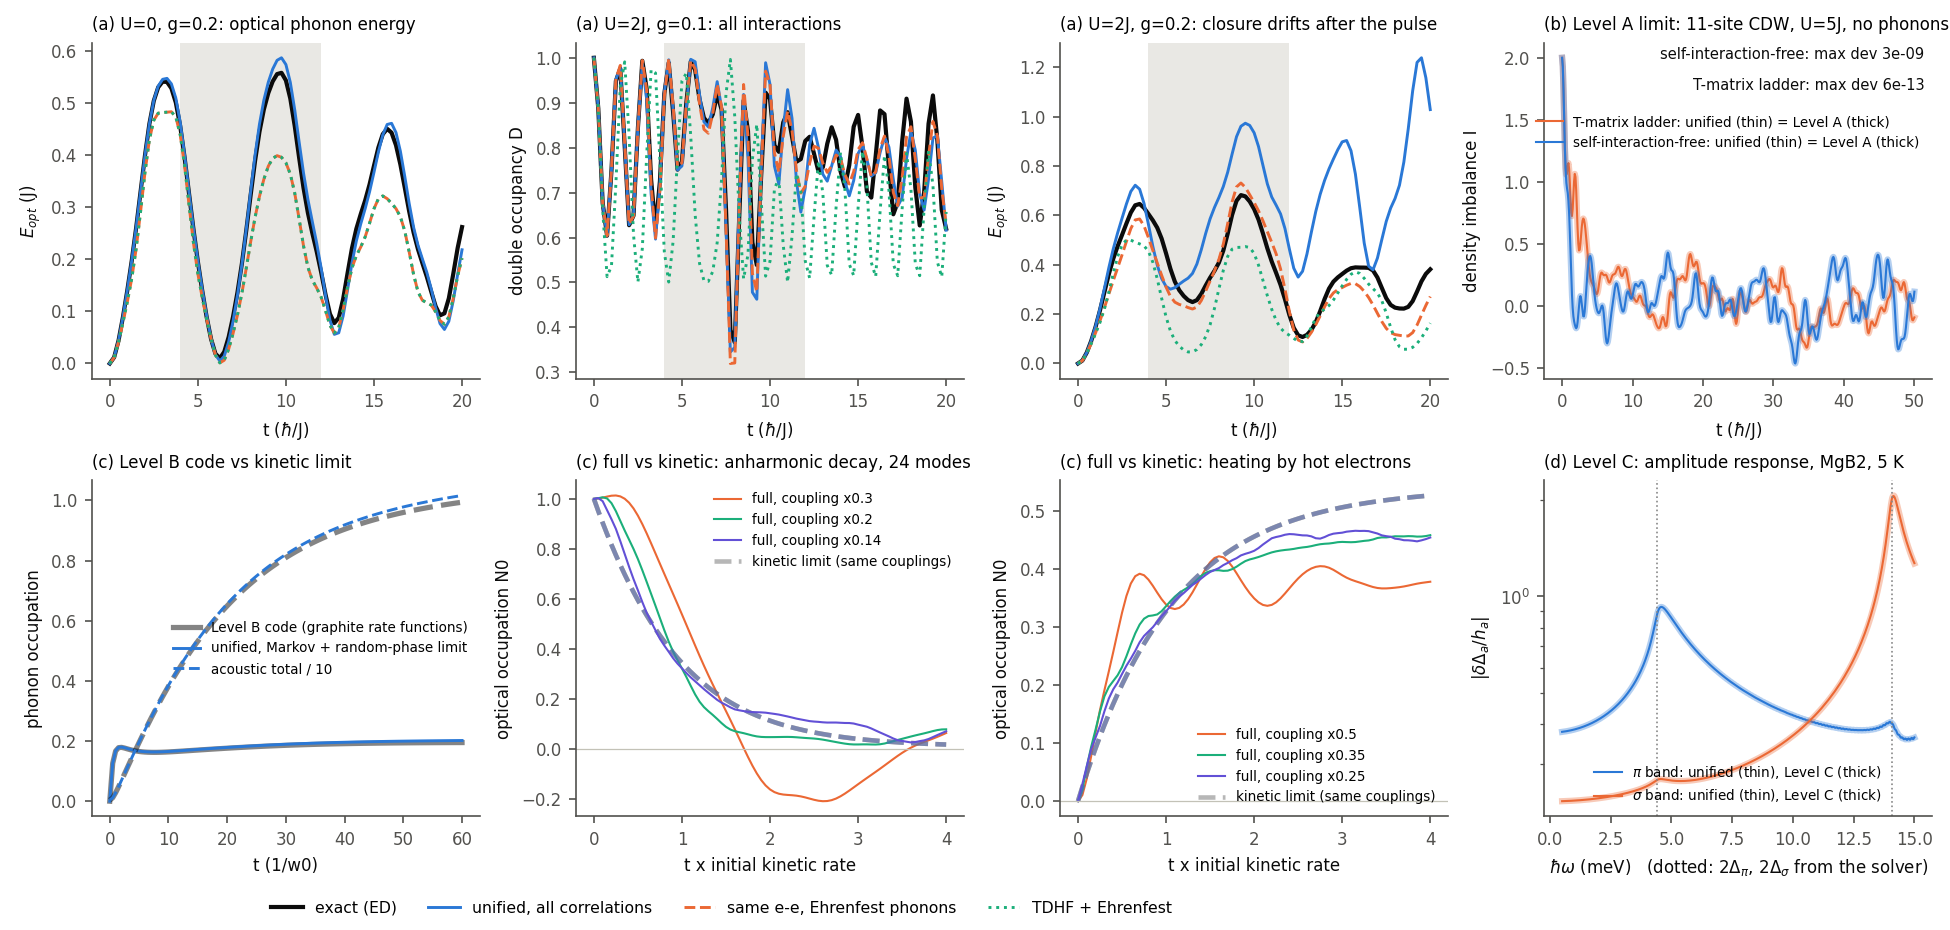 (a) U=0, g=0.2: optical phonon energy
E_opt (J)
0.6
0.5
0.4
0.3
0.2
0.1
0.0
0 5 10 15 20
t (ℏ/J)
(a) U=2J, g=0.1: all interactions
double occupancy D
1.0
0.9
0.8
0.7
0.6
0.5
0.4
0.3
0 5 10 15 20
t (ℏ/J)
(a) U=2J, g=0.2: closure drifts after the pulse
E_opt (J)
1.2
1.0
0.8
0.6
0.4
0.2
0.0
0 5 10 15 20
t (ℏ/J)
(b) Level A limit: 11-site CDW, U=5J, no phonons
self-interaction-free: max dev 3e-09
T-matrix ladder: max dev 6e-13
T-matrix ladder: unified (thin) = Level A (thick)
self-interaction-free: unified (thin) = Level A (thick)
density imbalance I
2.0
1.5
1.0
0.5
0.0
−0.5
0 10 20 30 40 50
t (ℏ/J)
(c) Level B code vs kinetic limit
phonon occupation
1.0
0.8
0.6
0.4
0.2
0.0
Level B code (graphite rate functions)
unified, Markov + random-phase limit
acoustic total / 10
0 10 20 30 40 50 60
t (1/w0)
(c) full vs kinetic: anharmonic decay, 24 modes
optical occupation N0
1.0
0.8
0.6
0.4
0.2
0.0
−0.2
full, coupling x0.3
full, coupling x0.2
full, coupling x0.14
kinetic limit (same couplings)
0 1 2 3 4
t x initial kinetic rate
(c) full vs kinetic: heating by hot electrons
optical occupation N0
0.5
0.4
0.3
0.2
0.1
0.0
full, coupling x0.5
full, coupling x0.35
full, coupling x0.25
kinetic limit (same couplings)
0 1 2 3 4
t x initial kinetic rate
(d) Level C: amplitude response, MgB2, 5 K
|δΔ_a/h_a|
10⁰
π band: unified (thin), Level C (thick)
σ band: unified (thin), Level C (thick)
0.0 2.5 5.0 7.5 10.0 12.5 15.0
ℏω (meV) (dotted: 2Δ_π, 2Δ_σ from the solver)
exact (ED)
unified, all correlations
same e-e, Ehrenfest phonons
TDHF + Ehrenfest